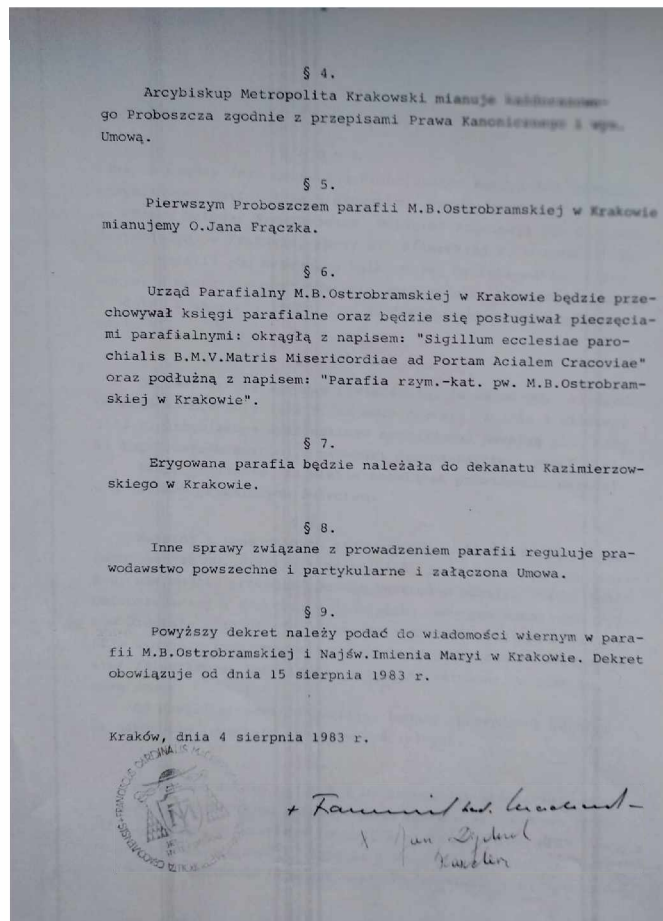 § 4.
Arcybiskup Metropolita Krakowski mianuje
go Proboszcza zgodnie z przepisami Prawa Kanonicznego i
Umową.
§ 5.
Pierwszym Proboszczem parafii M.B.Ostrobramskiej w Krakowie
mianujemy O.Jana Frączka.
§ 6.
Urząd Parafialny M.B.Ostrobramskiej w Krakowie będzie prze-
chowywał księgi parafialne oraz będzie się posługiwał pieczęcia-
mi parafialnymi: okrągłą z napisem: "Sigillum ecclesiae paro-
chialis B.M.V.Matris Misericordiae ad Portam Acialem Cracoviae"
oraz podłużną z napisem: "Parafia rzym.-kat. pw. M.B.Ostrobram-
skiej w Krakowie".
§ 7.
Erygowana parafia będzie należała do dekanatu Kazimierzow-
skiego w Krakowie.
§ 8.
Inne sprawy związane z prowadzeniem parafii reguluje pra-
wodawstwo powszechne i partykularne i załączona Umowa.
§ 9.
Powyższy dekret należy podać do wiadomości wiernym w para-
fii M.B.Ostrobramskiej i Najśw.Imienia Maryi w Krakowie. Dekret
obowiązuje od dnia 15 sierpnia 1983 r.
Kraków, dnia 4 sierpnia 1983 r.
FRANCISCUS CARDINALIS